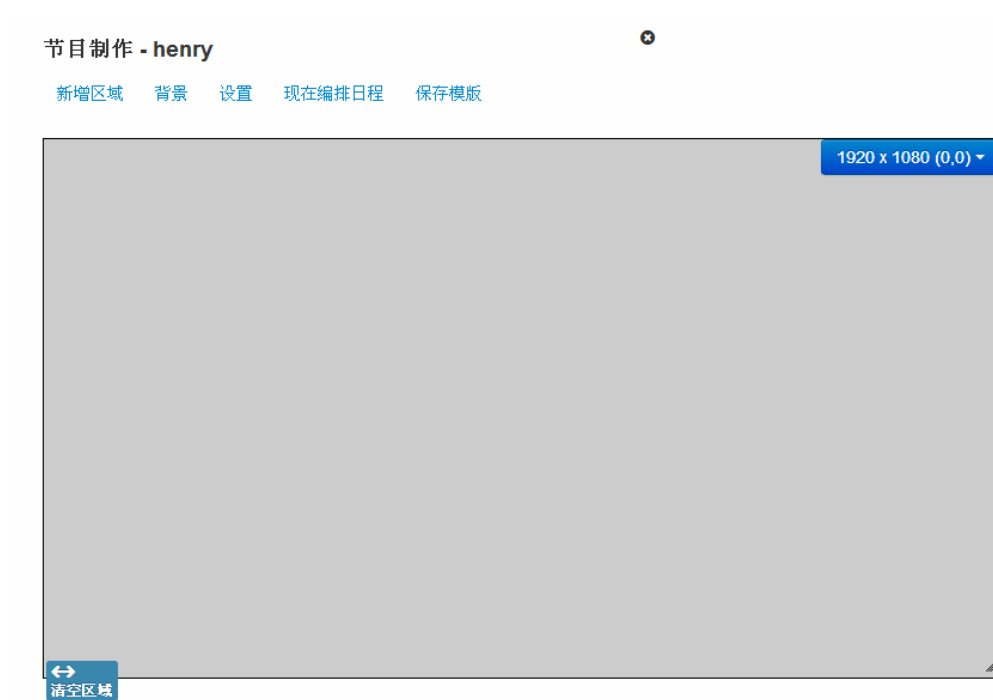 节目制作 - henry
新增区域 背景 设置 现在编排日程 保存模版
1920 x 1080 (0,0)
清空区域